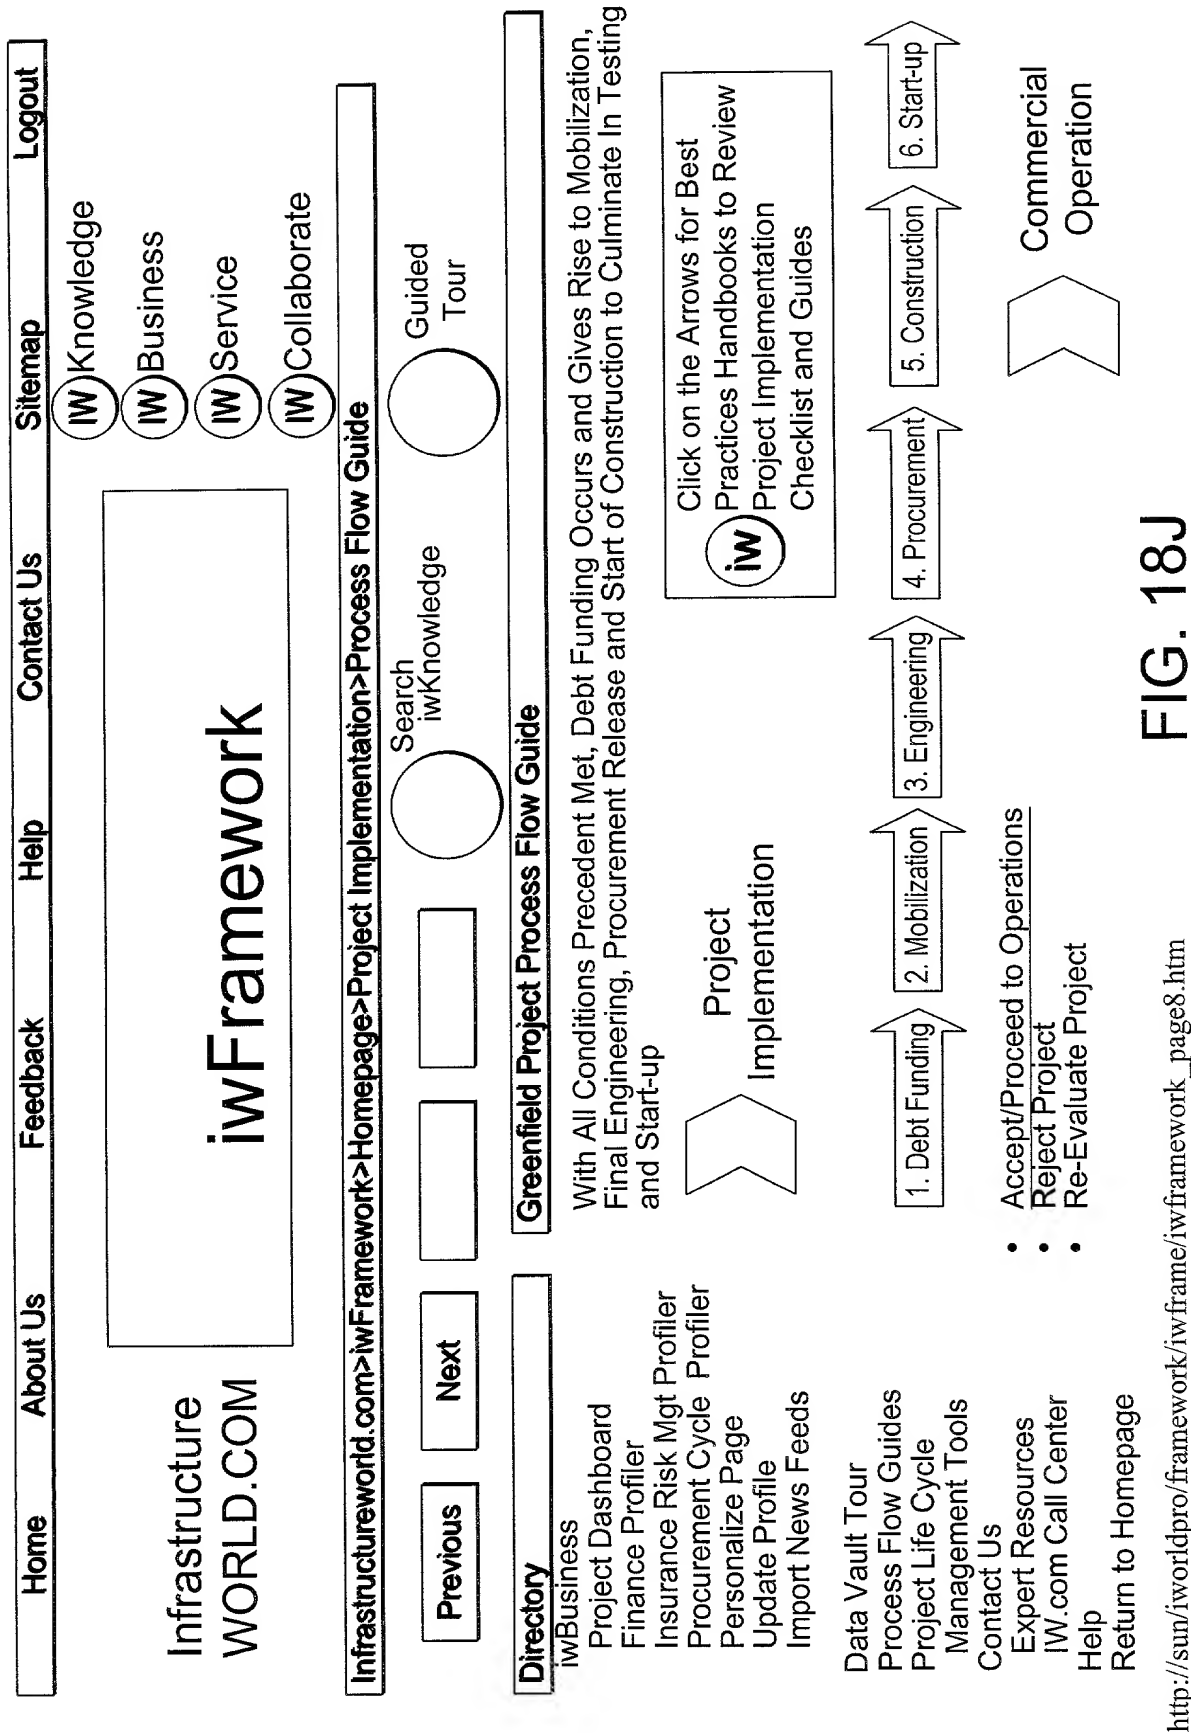 Home About Us Feedback Help Contact Us Sitemap Logout
Infrastructure
WORLD.COM
iwFramework
IW Knowledge
IW Business
IW Service
IW Collaborate
Infrastructureworld.com>iwFramework>Homepage>Project Implementation>Process Flow Guide
Previous
Next
Search
iwKnowledge
Guided
Tour
Directory
iwBusiness
Project Dashboard
Finance Profiler
Insurance Risk Mgt Profiler
Procurement Cycle Profiler
Personalize Page
Update Profile
Import News Feeds
Data Vault Tour
Process Flow Guides
Project Life Cycle
Management Tools
Contact Us
Expert Resources
IW.com Call Center
Help
Return to Homepage
Greenfield Project Process Flow Guide
With All Conditions Precedent Met, Debt Funding Occurs and Gives Rise to Mobilization,
Final Engineering, Procurement Release and Start of Construction to Culminate In Testing
and Start-up
Project
Implementation
iw
Click on the Arrows for Best
Practices Handbooks to Review
Project Implementation
Checklist and Guides
1. Debt Funding
2. Mobilization
3. Engineering
4. Procurement
5. Construction
6. Start-up
• Accept/Proceed to Operations
• Reject Project
• Re-Evaluate Project
Commercial
Operation
http://sun/iworldpro/framework/iwframe/iwframework_page8.htm
FIG. 18J